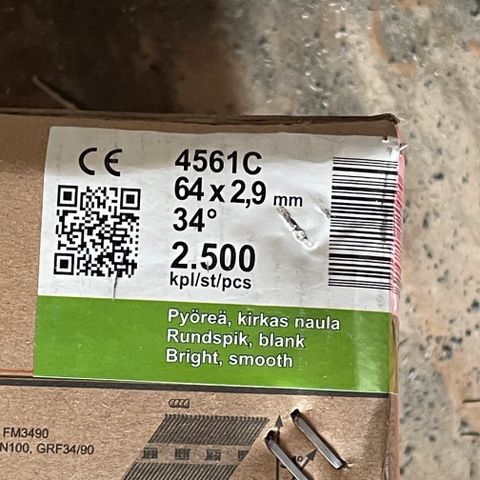 CE
4561C
64 x 2,9 mm
34°
2.500
kpl/st/pcs
Pyöreä, kirkas naula
Rundspik, blank
Bright, smooth
FM3490
N100, GRF34/90